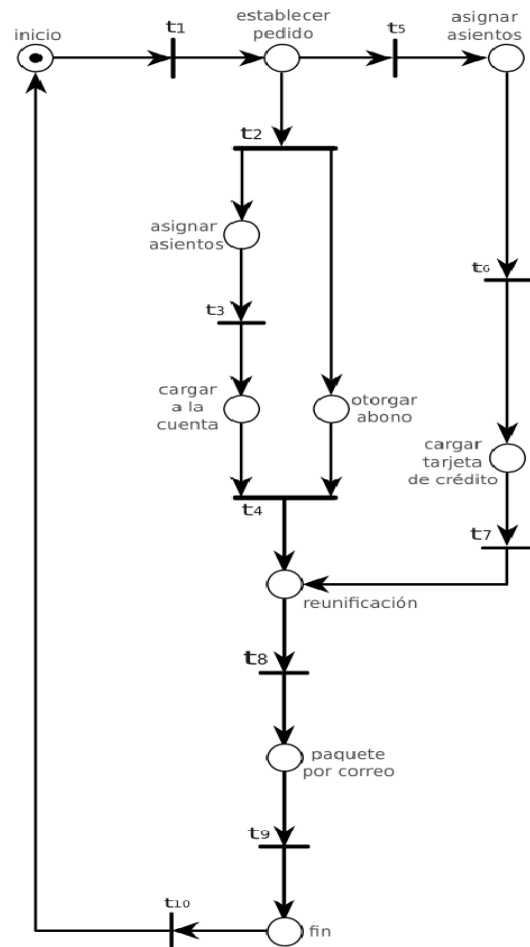 inicio
t1
establecer
pedido
t5
asignar
asientos
t2
asignar
asientos
t3
t6
cargar
a la
cuenta
otorgar
abono
cargar
tarjeta
de crédito
t4
t7
reunificación
t8
paquete
por correo
t9
t10
fin